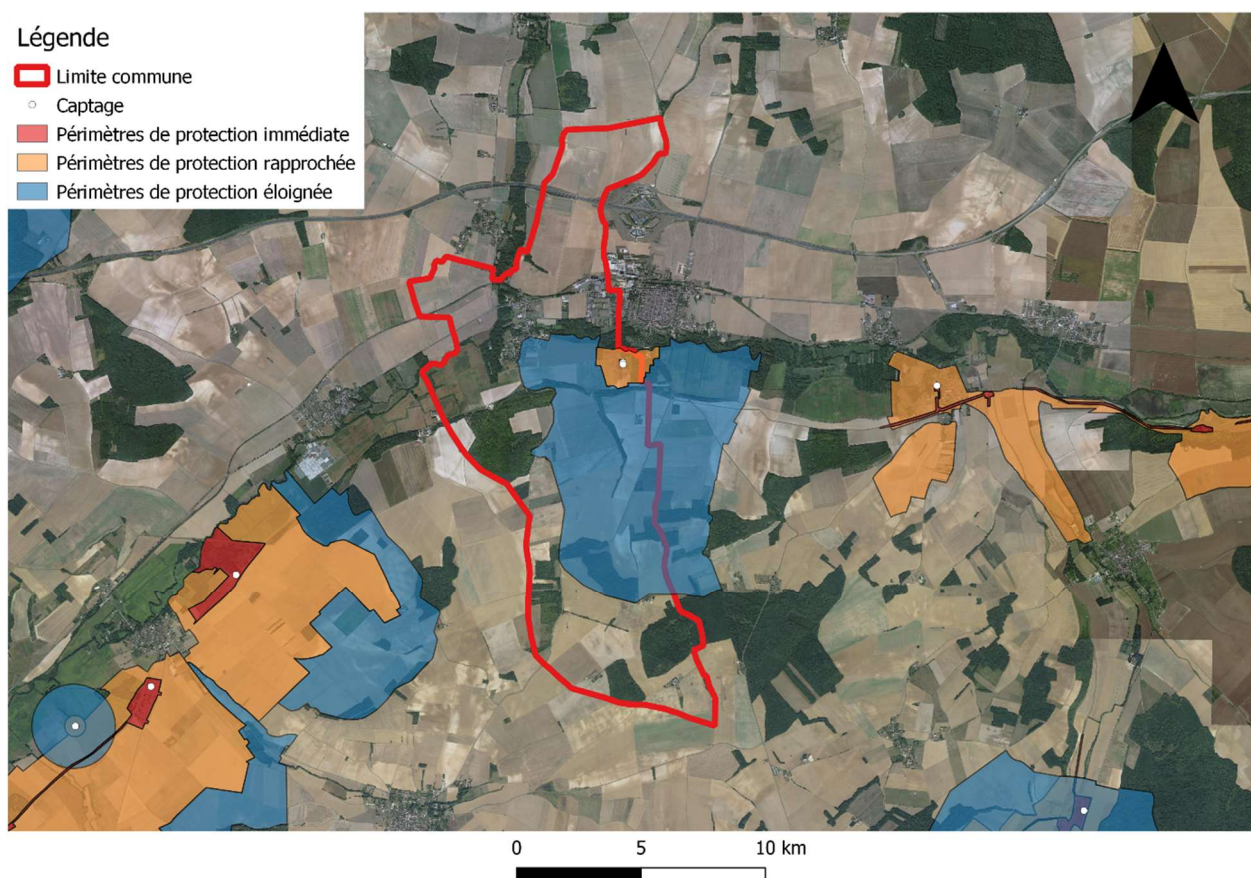 Légende
Limite commune
Captage
Périmètres de protection immédiate
Périmètres de protection rapprochée
Périmètres de protection éloignée
0 5 10 km